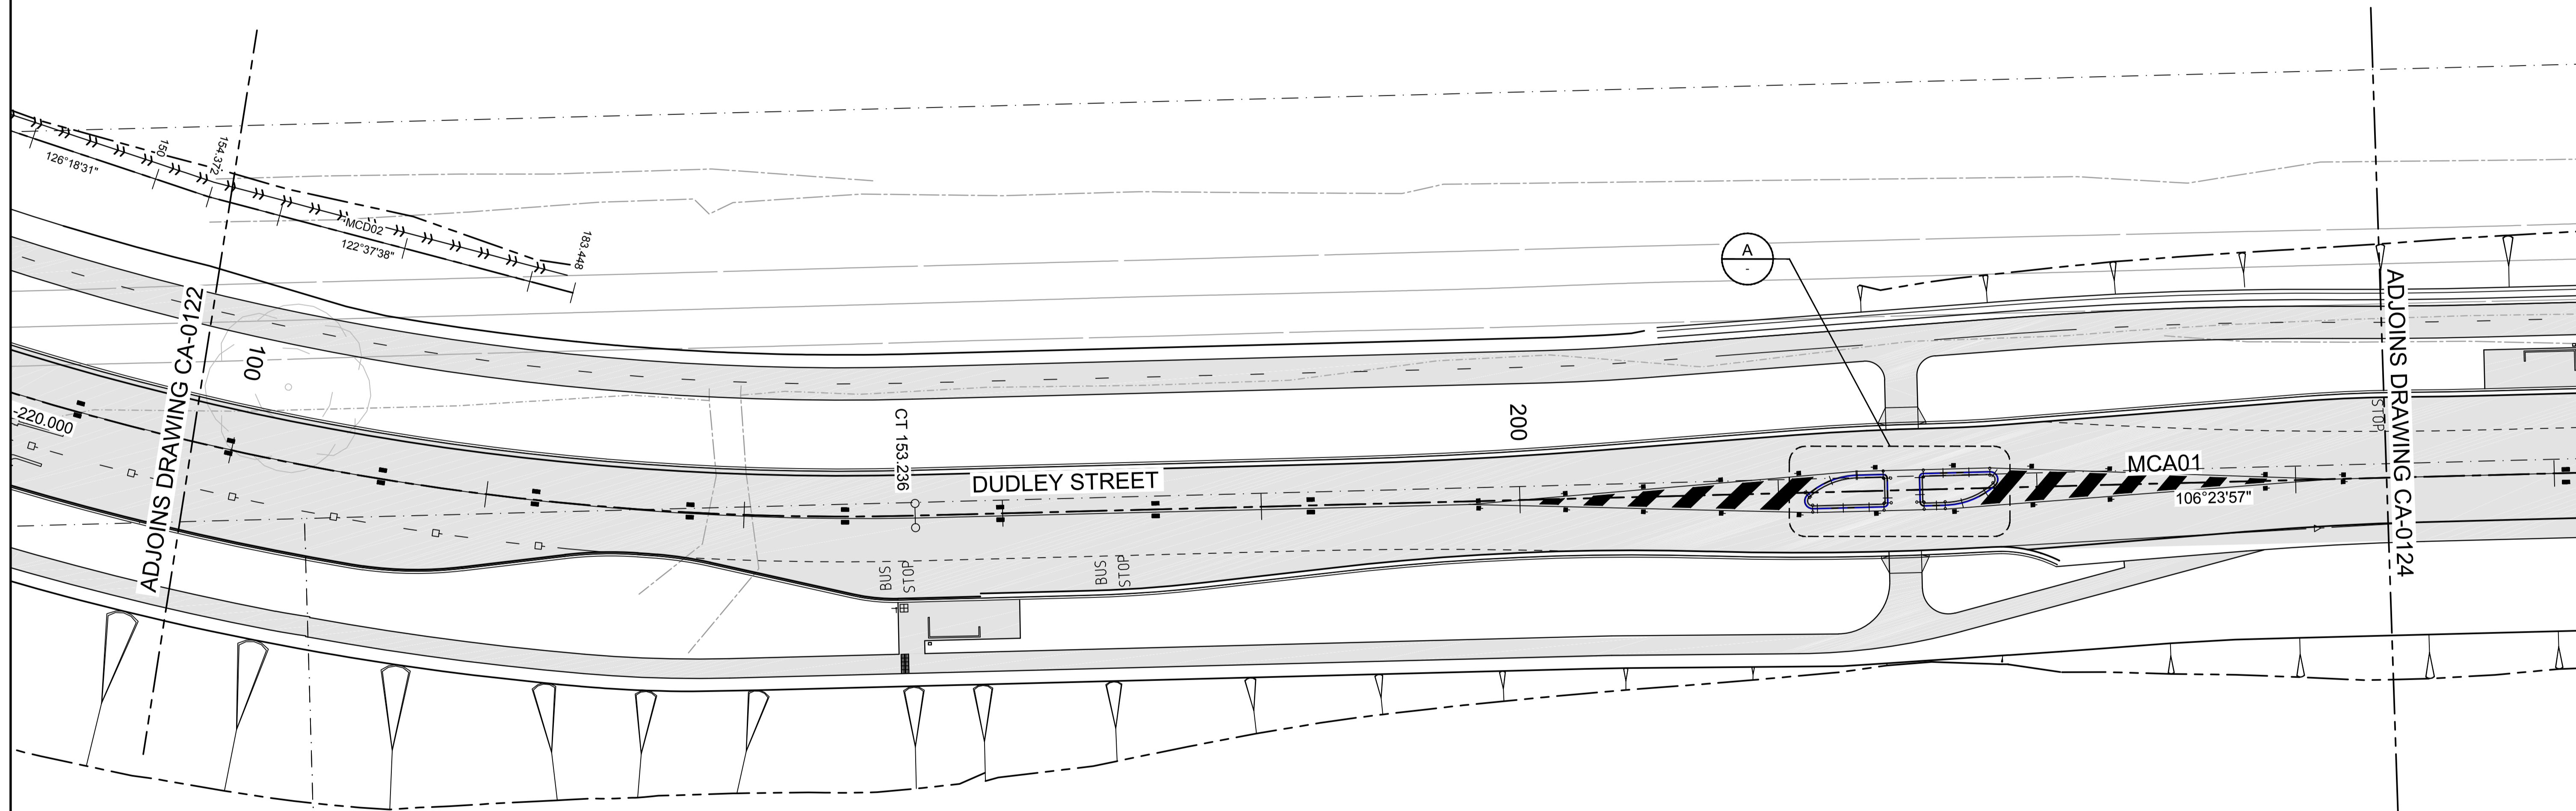 126°18'31"
150
154.372
MCD02
122°37'38"
183.448
ADJOINS DRAWING CA-0122
100
-220.000
CT 153.236
DUDLEY STREET
BUS
STOP
BUS
STOP
200
A
-
MCA01
106°23'57"
STOP
ADJOINS DRAWING CA-0124